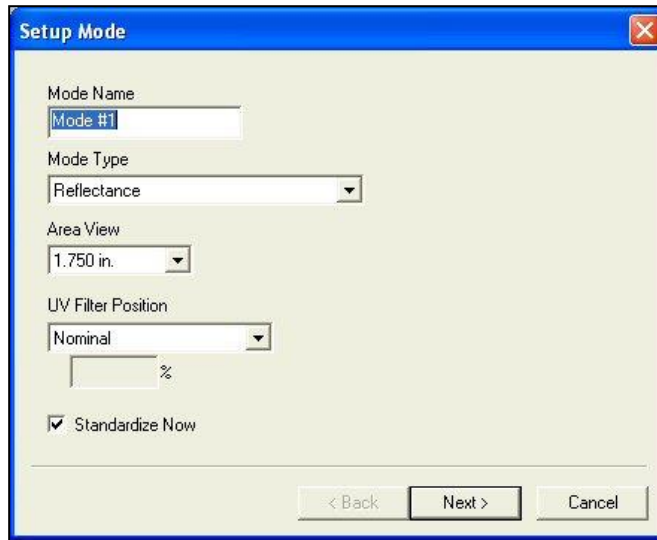 Setup Mode
Mode Name
Mode #1
Mode Type
Reflectance
Area View
1.750 in.
UV Filter Position
Nominal
%
Standardize Now
< Back Next > Cancel